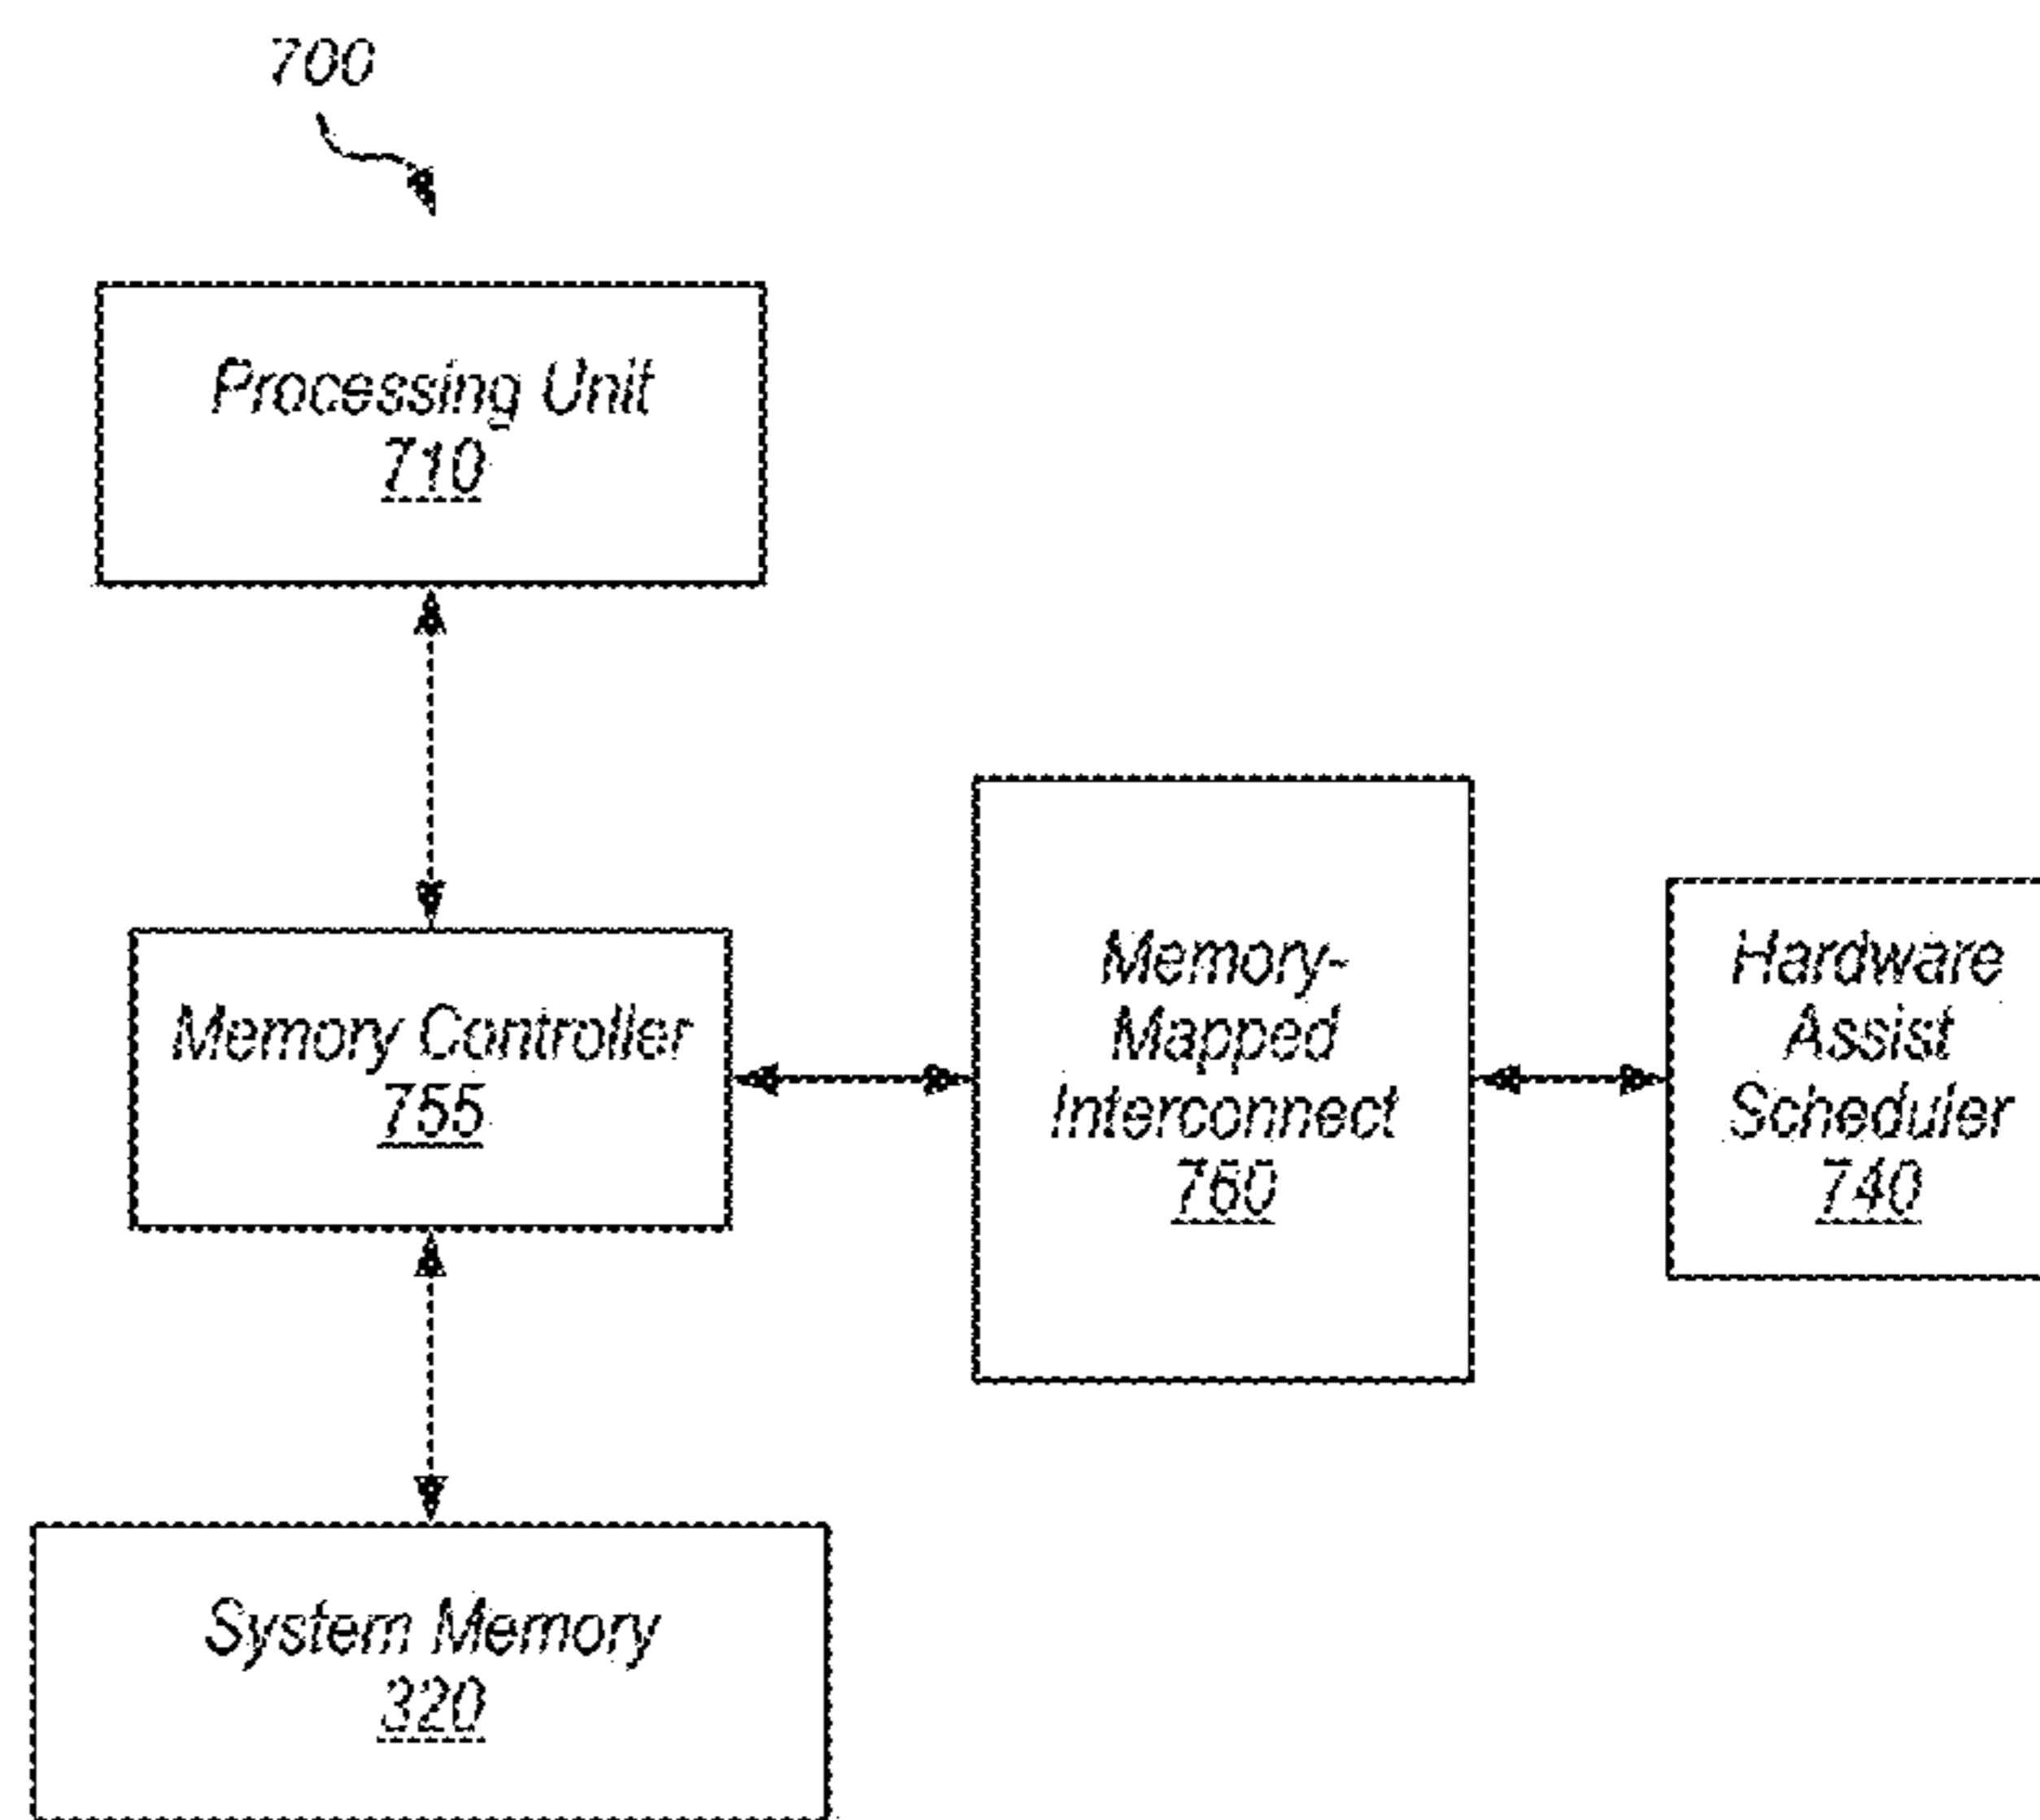 700
Processing Unit
710
Memory Controller
755
Memory-
Mapped
Interconnect
760
Hardware
Assist
Scheduler
740
System Memory
320